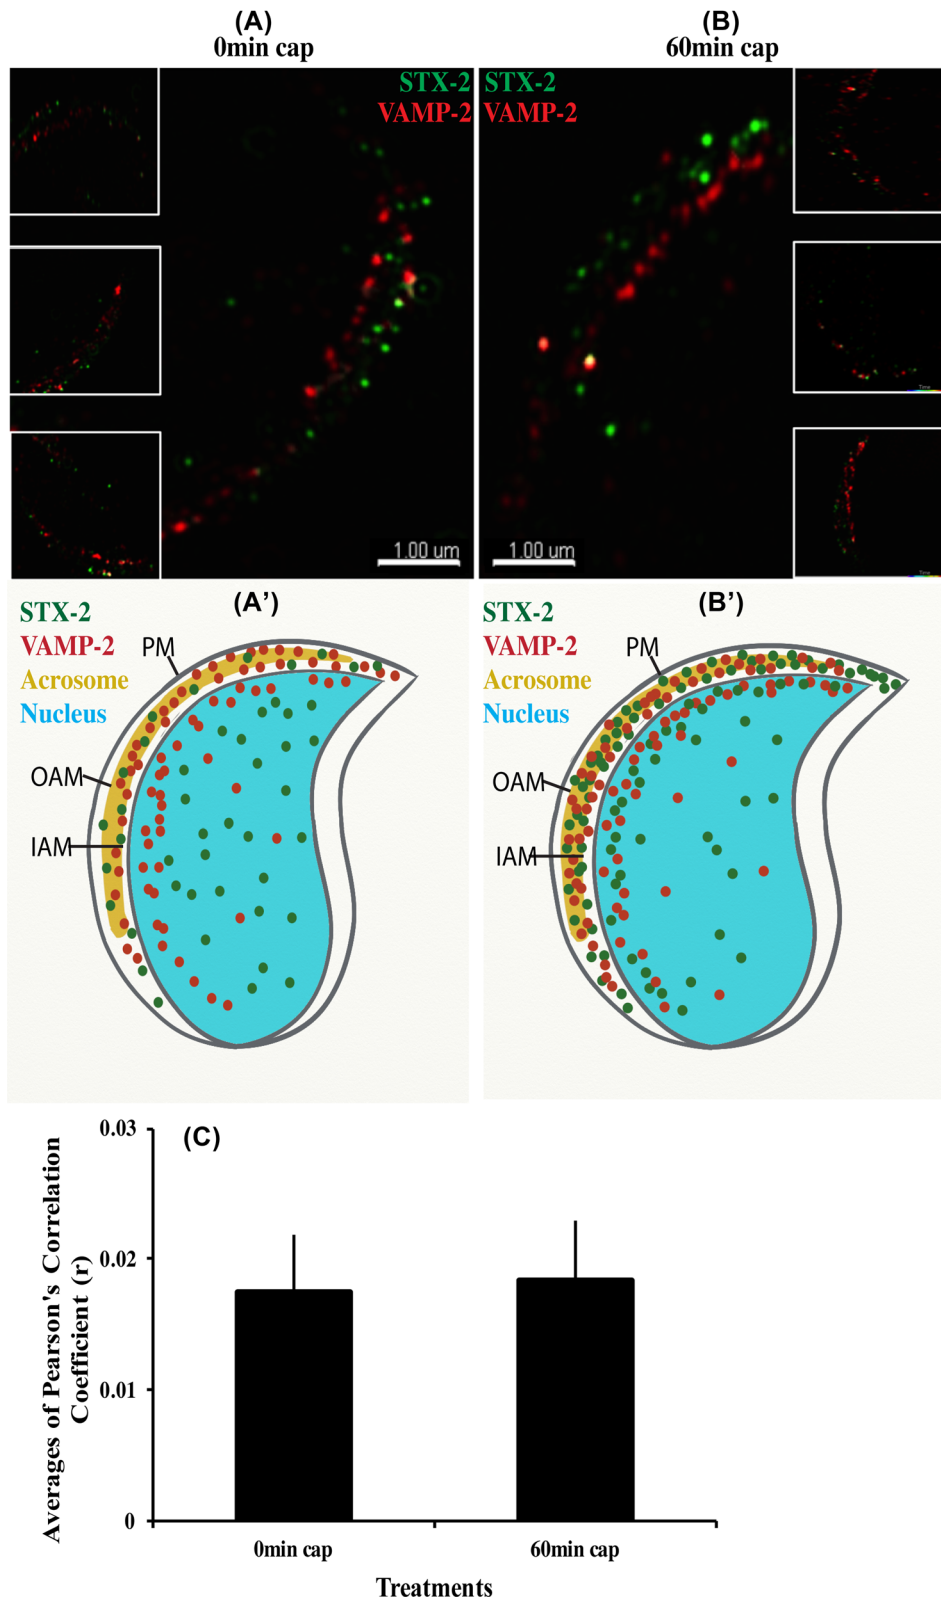 (A)
0min cap
(B)
60min cap
STX-2
VAMP-2
STX-2
VAMP-2
1.00 um
1.00 um
Time
Time
(A')
STX-2
VAMP-2
Acrosome
Nucleus
PM
OAM
IAM
(B')
STX-2
VAMP-2
Acrosome
Nucleus
PM
OAM
IAM
(C)
Averages of Pearson's Correlation
Coefficient (r)
0.03
0.02
0.01
0
0min cap
60min cap
Treatments